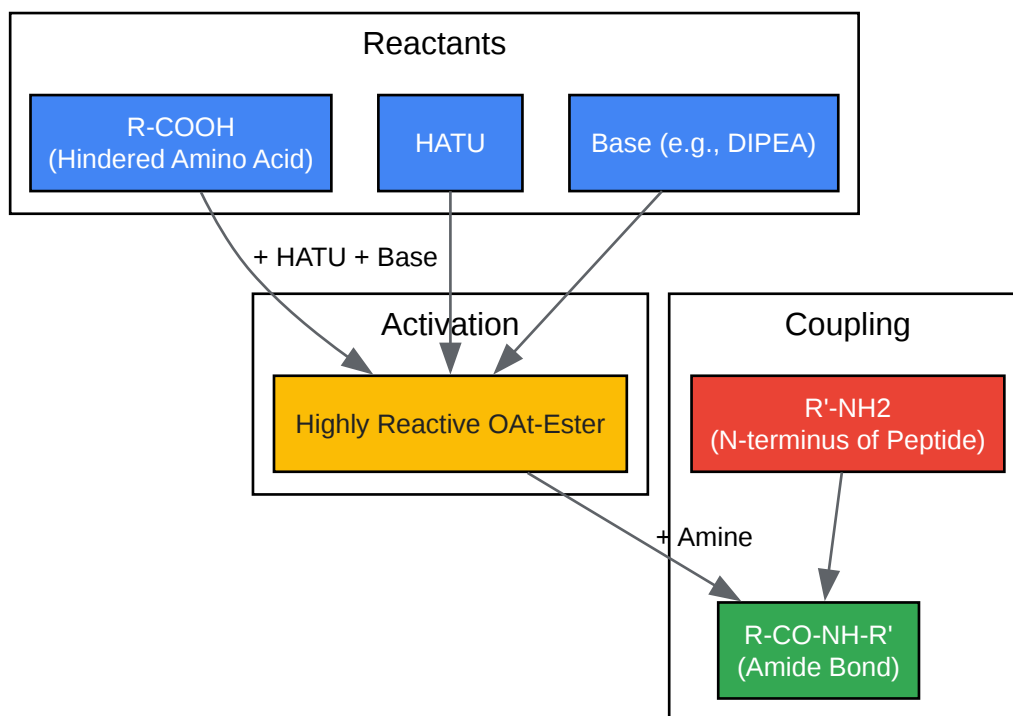 Reactants
R-COOH
(Hindered Amino Acid)
HATU
Base (e.g., DIPEA)
+ HATU + Base
Activation
Highly Reactive OAt-Ester
Coupling
R'-NH2
(N-terminus of Peptide)
+ Amine
R-CO-NH-R'
(Amide Bond)